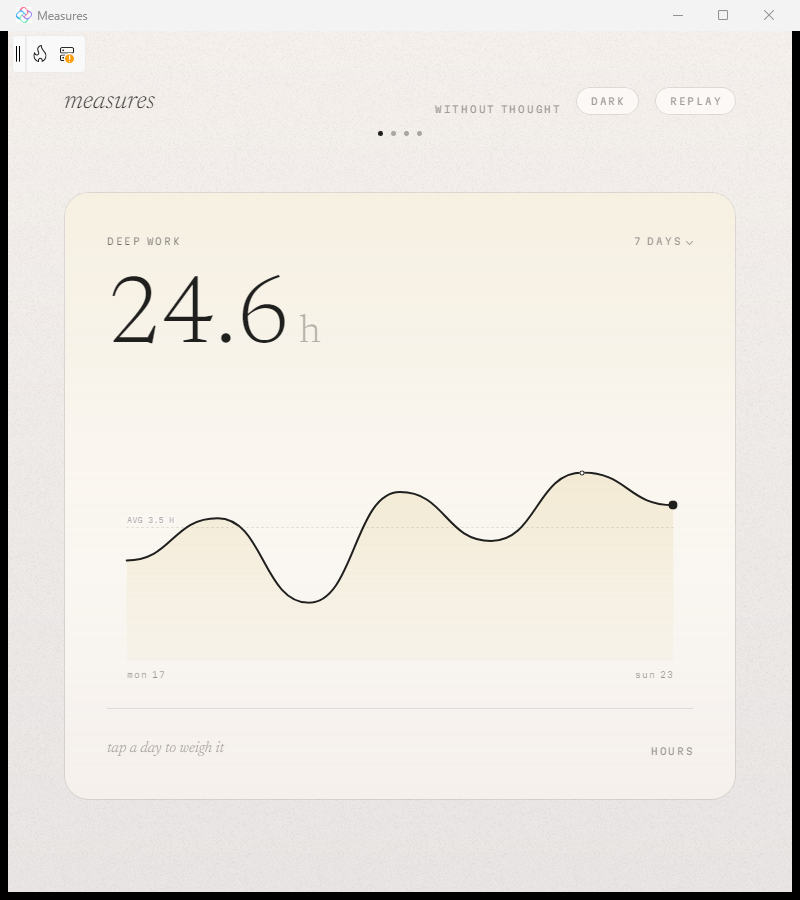 Measures
measures
WITHOUT THOUGHT
DARK
REPLAY
DEEP WORK
7 DAYS
24.6 h
AVG 3.5 H
mon 17
sun 23
tap a day to weigh it
HOURS